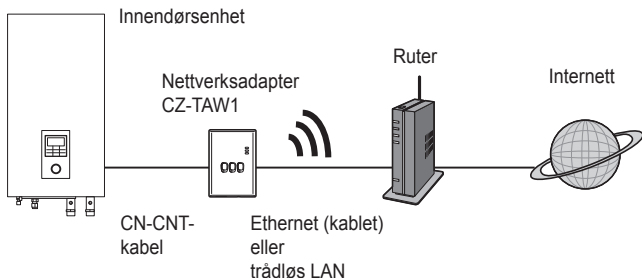 Innendørsenhet
Nettverksadapter
CZ-TAW1
Ruter
Internett
CN-CNT-
kabel
Ethernet (kablet)
eller
trådløs LAN